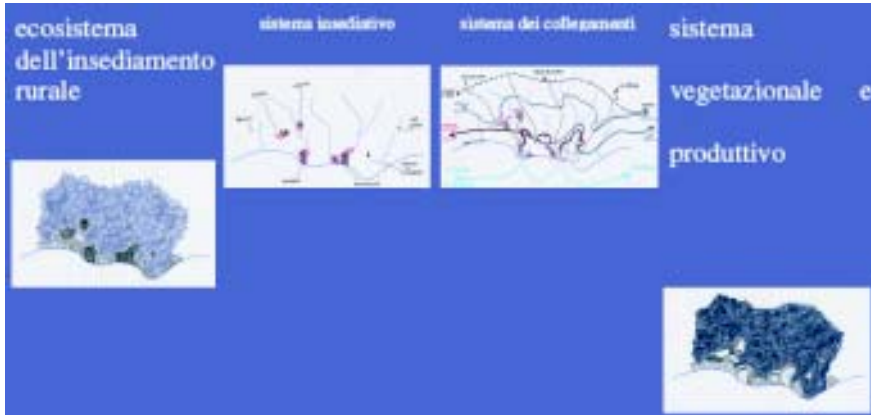 ecosistema
dell'insediamento
rurale
sistema insediativo
sistema dei collegamenti
sistema
vegetazionale e
produttivo